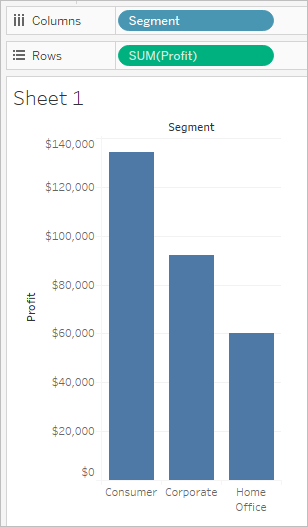 Columns
Segment
Rows
SUM(Profit)
Sheet 1
Segment
$140,000
$120,000
$100,000
$80,000
$60,000
$40,000
$20,000
$0
Profit
Consumer
Corporate
Home
Office